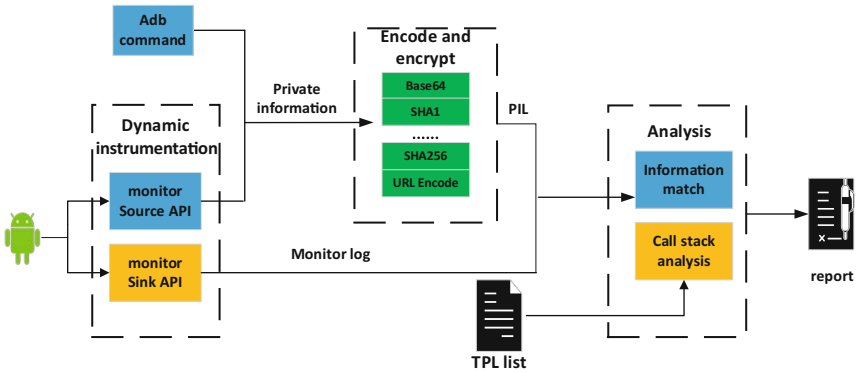 Adb
command
Dynamic
instrumentation
monitor
Source API
monitor
Sink API
Private
information
Monitor log
Encode and
encrypt
Base64
SHA1
......
SHA256
URL Encode
PIL
TPL list
Analysis
Information
match
Call stack
analysis
report